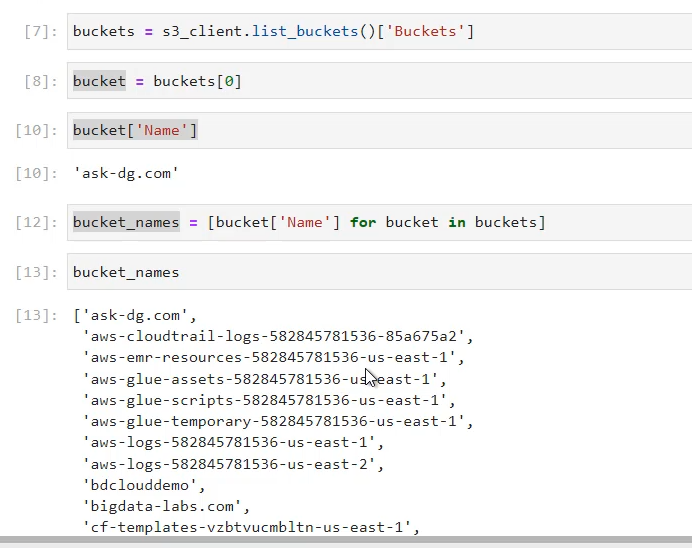 [7]: buckets = s3_client.list_buckets()['Buckets']
[8]: bucket = buckets[0]
[10]: bucket['Name']
[10]: 'ask-dg.com'
[12]: bucket_names = [bucket['Name'] for bucket in buckets]
[13]: bucket_names
[13]: ['ask-dg.com',
'aws-cloudtrail-logs-582845781536-85a675a2',
'aws-emr-resources-582845781536-us-east-1',
'aws-glue-assets-582845781536-us-east-1',
'aws-glue-scripts-582845781536-us-east-1',
'aws-glue-temporary-582845781536-us-east-1',
'aws-logs-582845781536-us-east-1',
'aws-logs-582845781536-us-east-2',
'bdclouddemo',
'bigdata-labs.com',
'cf-templates-vzbtvucmbltn-us-east-1',